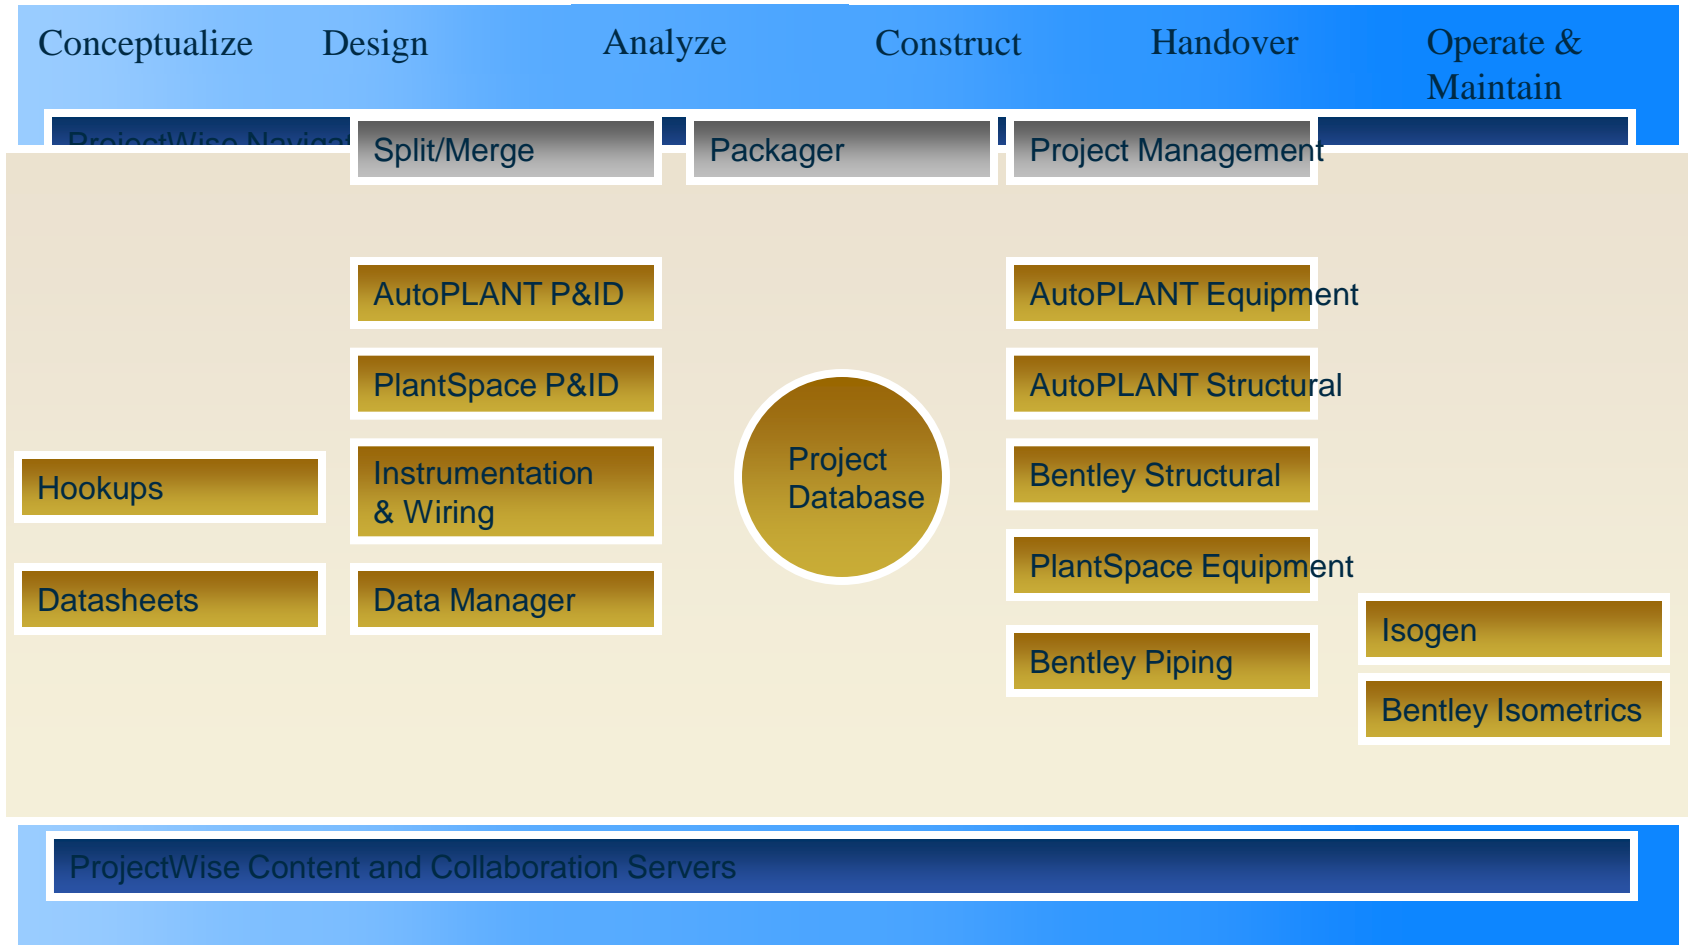 Conceptualize
Design
Analyze
Construct
Handover
Operate &
Maintain
ProjectWise
Split/Merge
Packager
Project Management
AutoPLANT P&ID
AutoPLANT Equipment
PlantSpace P&ID
AutoPLANT Structural
Hookups
Instrumentation
& Wiring
Project
Database
Bentley Structural
PlantSpace Equipment
Datasheets
Data Manager
Bentley Piping
Isogen
Bentley Isometrics
ProjectWise Content and Collaboration Servers